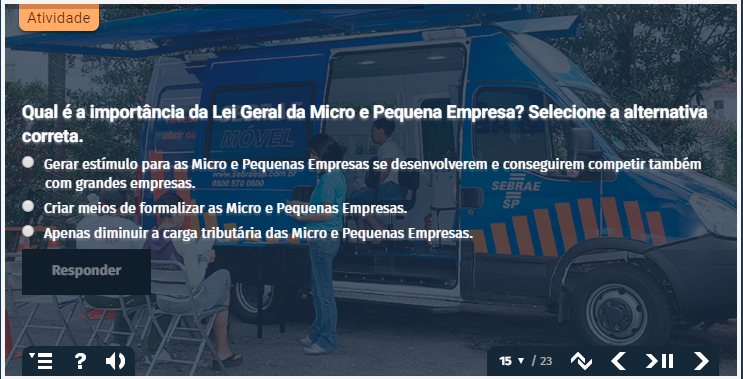 Atividade
Qual é a importância da Lei Geral da Micro e Pequena Empresa? Selecione a alternativa
correta.
Gerar estímulo para as Micro e Pequenas Empresas se desenvolverem e conseguirem competir também
com grandes empresas.
Criar meios de formalizar as Micro e Pequenas Empresas.
Apenas diminuir a carga tributária das Micro e Pequenas Empresas.
Responder
MÓVEL
www.sebraesp.com.br
0800 570 0800
SEBRAE
SP
15 / 23
?